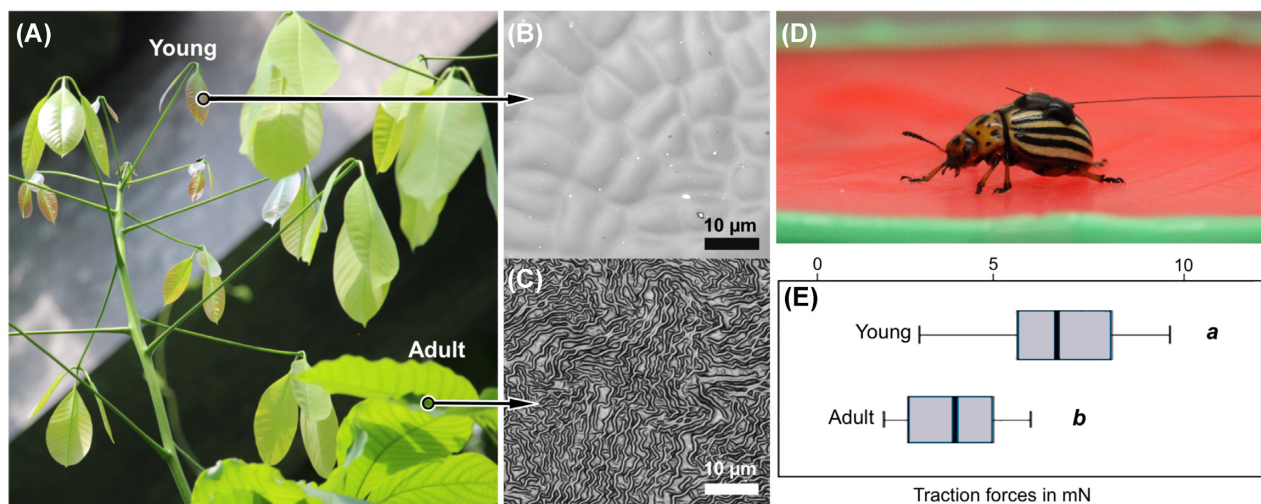 (A)
Young
Adult
(B)
10 µm
(C)
10 µm
(D)
0 5 10
(E)
Young a
Adult b
Traction forces in mN